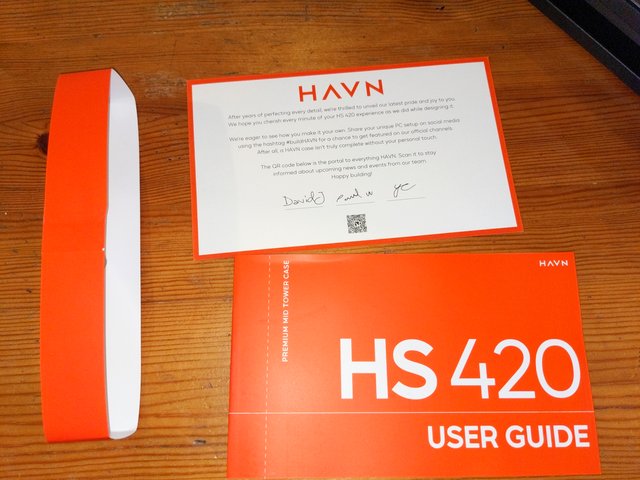 HAVN
After years of perfecting every detail, we're thrilled to unveil our latest pride and joy to you.
We hope you cherish every minute of your HS 420 experience as we did while designing it.
We're eager to see how you make it your own. Share your unique PC setup on social media
using the hashtag #buildHAVN for a chance to get featured on our official channels.
After all, a HAVN case isn't truly complete without your personal touch.
The QR code below is the portal to everything HAVN. Scan it to stay
informed about upcoming news and events from our team.
Happy building!
David J
HAVN
PREMIUM MID TOWER CASE
HS 420
USER GUIDE